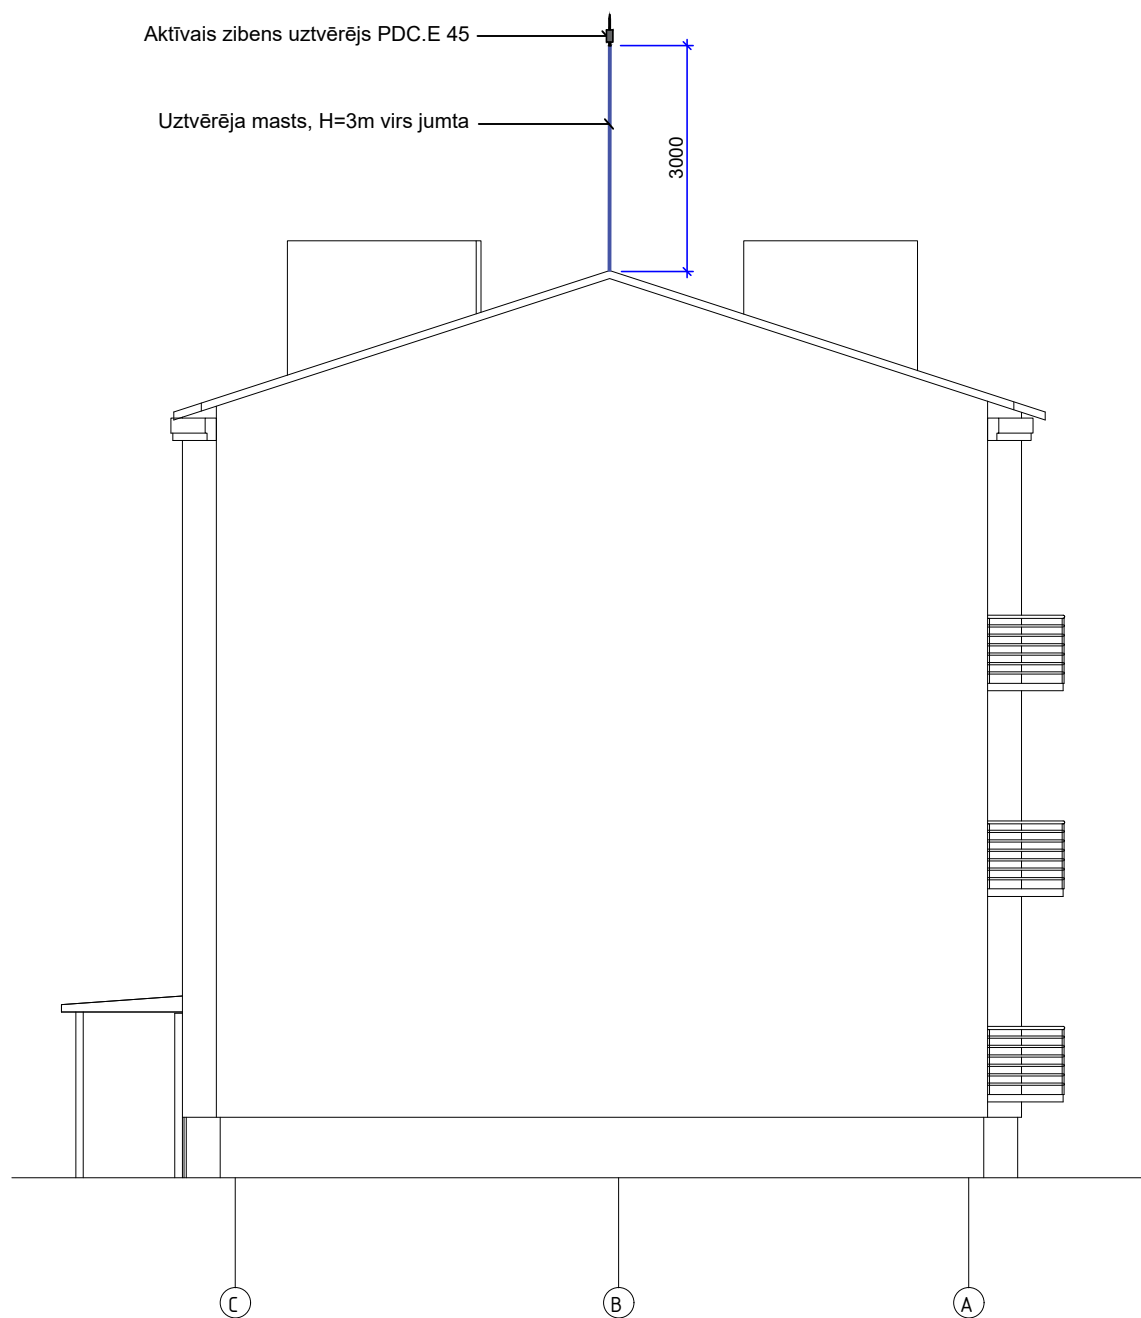 Aktīvais zibens uztvērējs PDC.E 45
Uztvērēja masts, H=3m virs jumta
3000
C
B
A